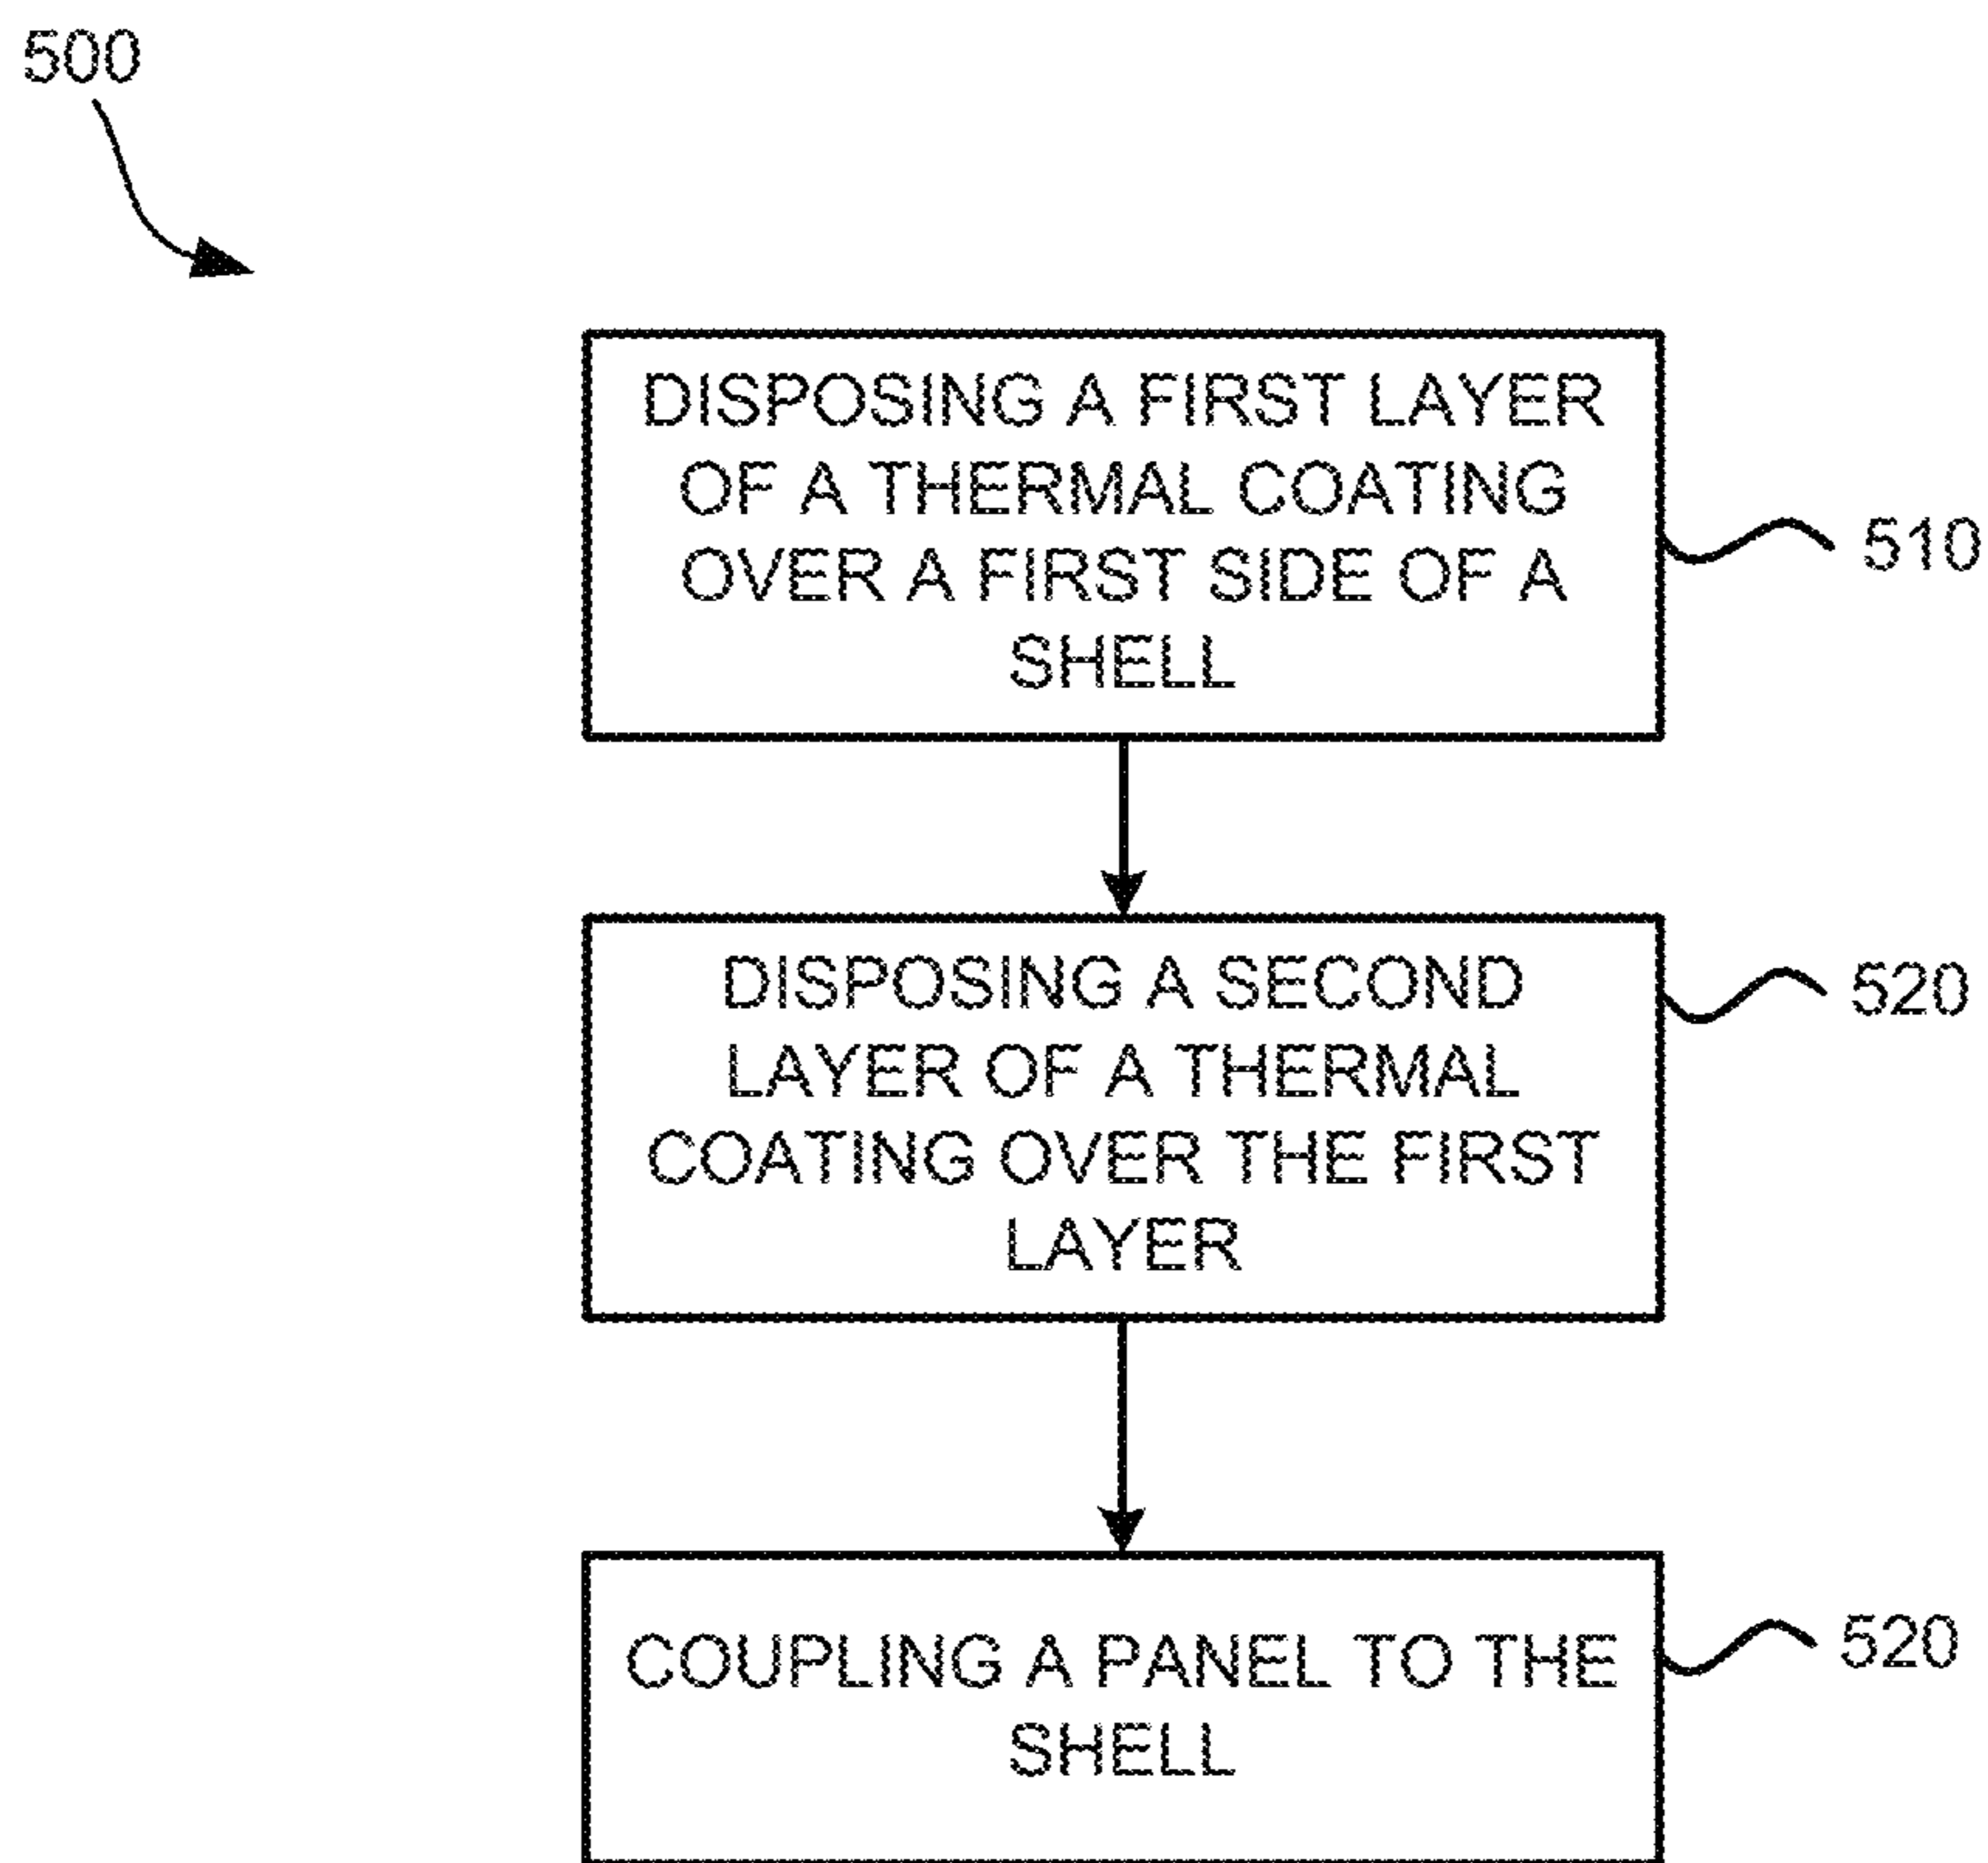 500
DISPOSING A FIRST LAYER
OF A THERMAL COATING
OVER A FIRST SIDE OF A
SHELL
510
DISPOSING A SECOND
LAYER OF A THERMAL
COATING OVER THE FIRST
LAYER
520
COUPLING A PANEL TO THE
SHELL
520